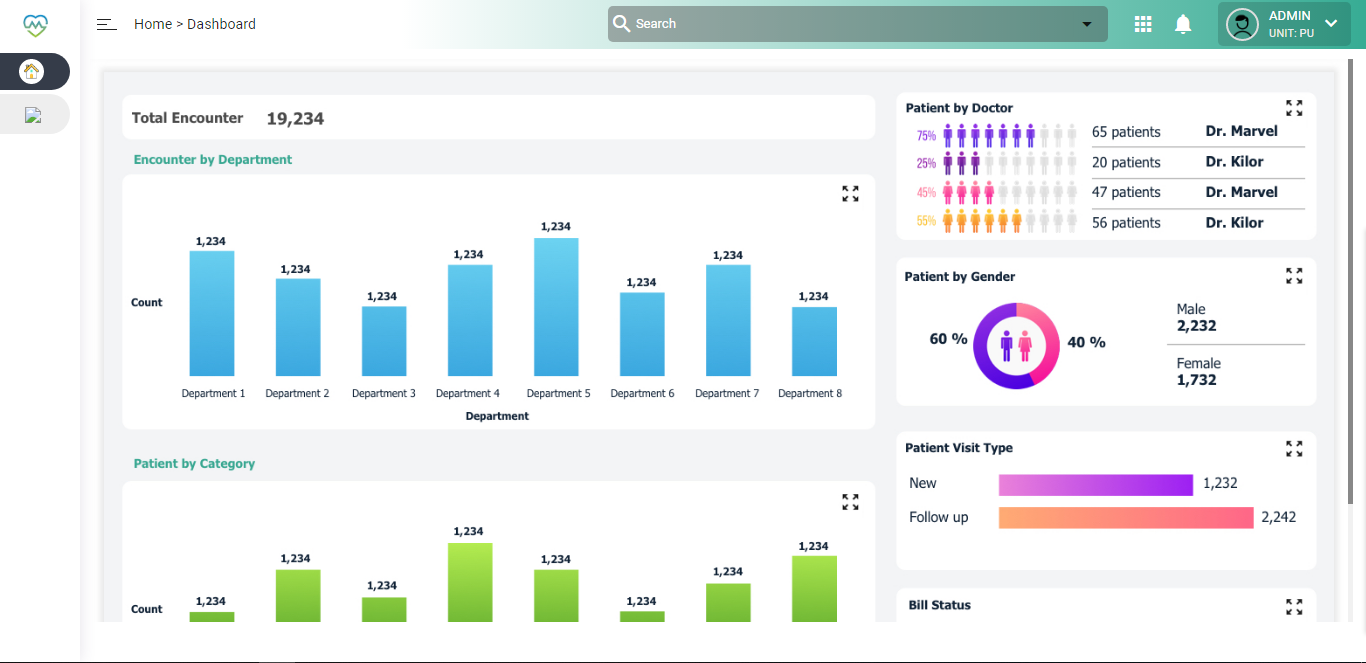 Home > Dashboard
Search
ADMIN
UNIT: PU
Total Encounter 19,234
Encounter by Department
1,234 1,234 1,234 1,234 1,234 1,234 1,234 1,234
Count
Department 1 Department 2 Department 3 Department 4 Department 5 Department 6 Department 7 Department 8
Department
Patient by Category
1,234 1,234 1,234 1,234 1,234 1,234 1,234 1,234
Count
Patient by Doctor
75% 65 patients Dr. Marvel
25% 20 patients Dr. Kilor
45% 47 patients Dr. Marvel
55% 56 patients Dr. Kilor
Patient by Gender
60 % 40 %
Male
2,232
Female
1,732
Patient Visit Type
New 1,232
Follow up 2,242
Bill Status